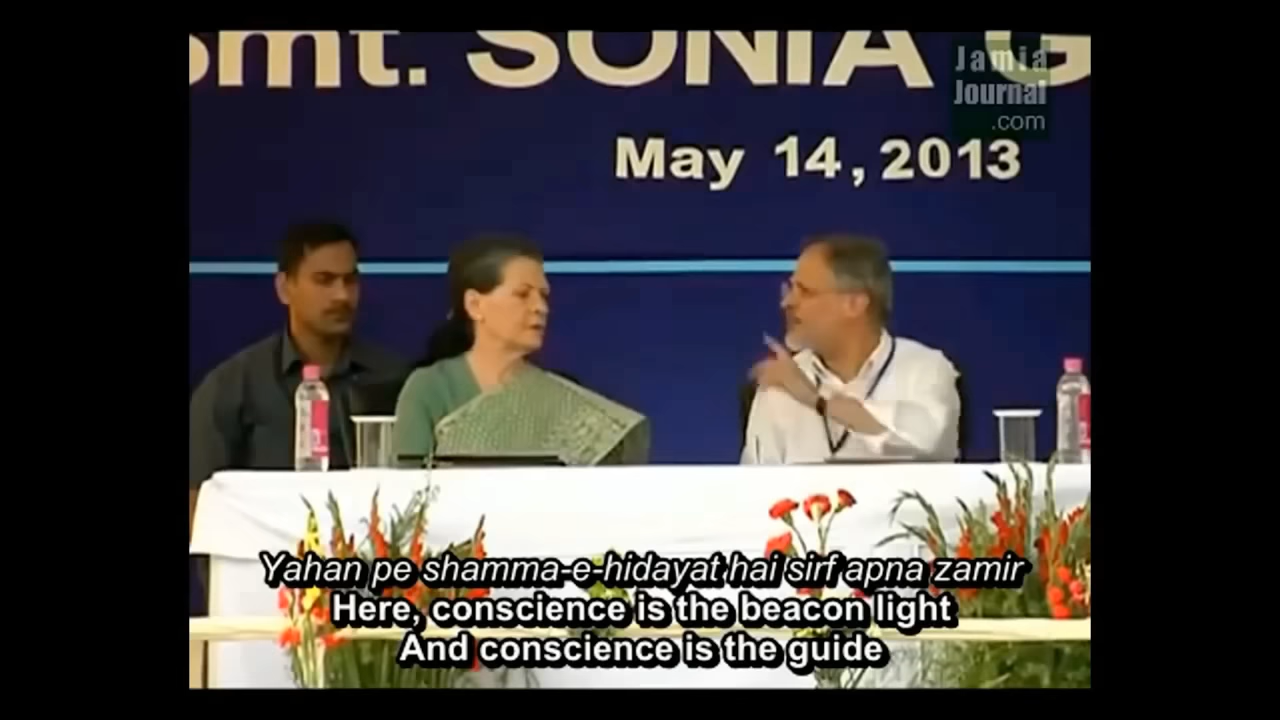 Smt. SONIA G
May 14, 2013
Jamia
Journal
.com
Yahan pe shamma-e-hidayat hai sirf apna zamir
Here, conscience is the beacon light
And conscience is the guide